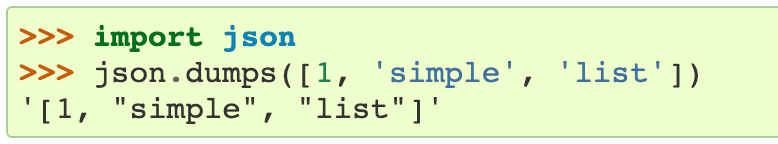 >>> import json
>>> json.dumps([1, 'simple', 'list'])
'[1, "simple", "list"]'